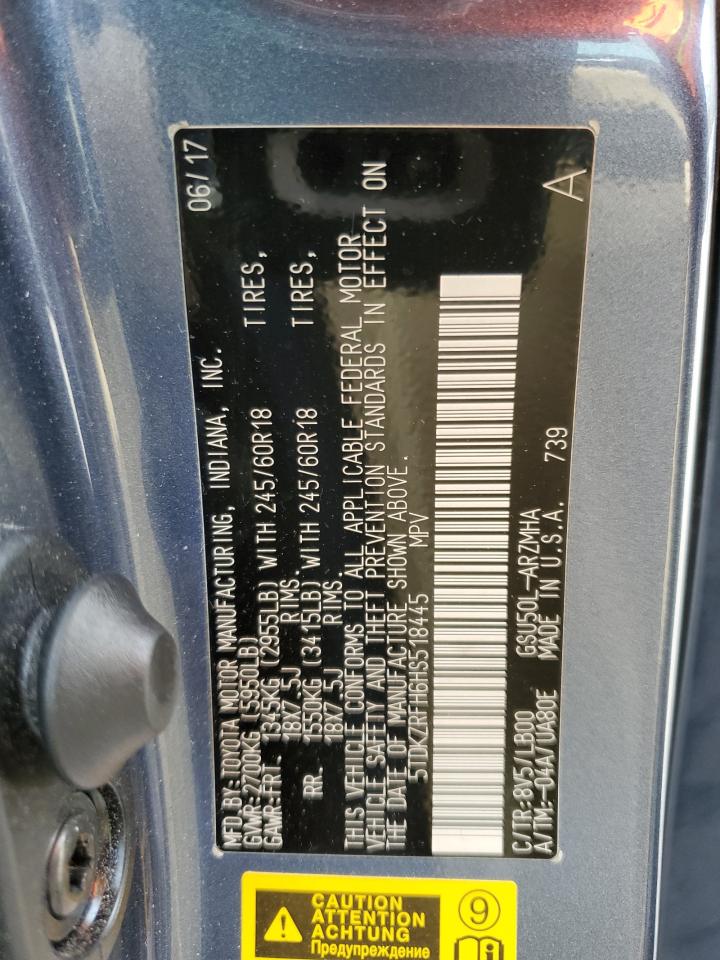 MFD.BY:TOYOTA MOTOR MANUFACTURING, INDIANA, INC. 06/17
GVWR:2700KG (5950LB)
GAWR:FR. 1345KG (2955LB) WITH 245/60R18 TIRES,
18X7.5J RIMS.
RR. 1550KG (3415LB) WITH 245/60R18 TIRES,
18X7.5J RIMS.
THIS VEHICLE CONFORMS TO ALL APPLICABLE FEDERAL MOTOR
VEHICLE SAFETY AND THEFT PREVENTION STANDARDS IN EFFECT ON
THE DATE OF MANUFACTURE SHOWN ABOVE.
5TDKZRFH6HS518445 MPV
C/TR:8V5/LB00 GSU50L-ARZMHA
A/TM:-04A/UA80E MADE IN U.S.A. 739 A
CAUTION
ATTENTION
ACHTUNG
Предупреждение
9